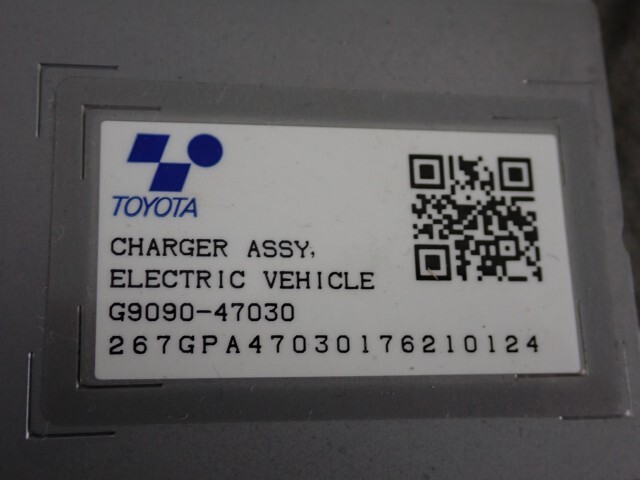 TOYOTA
CHARGER ASSY,
ELECTRIC VEHICLE
G9090-47030
267GPA47030176210124